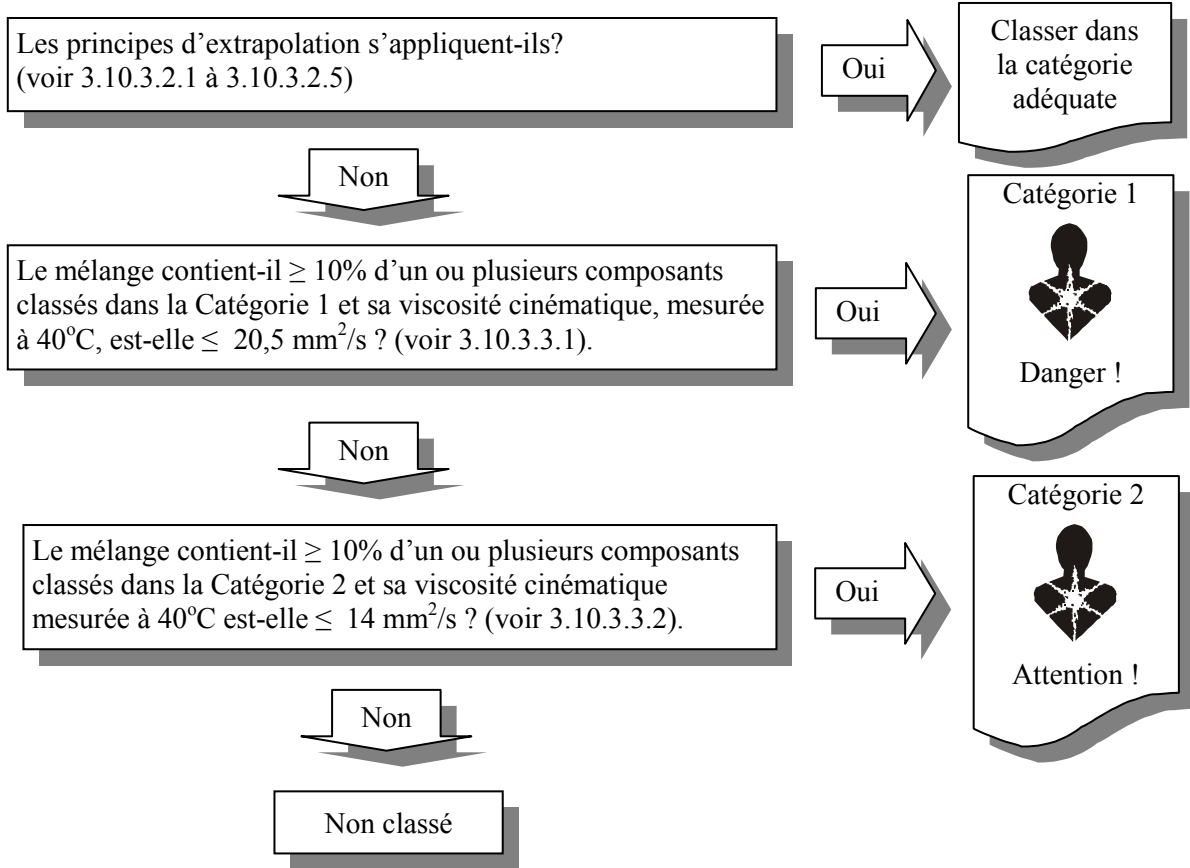 Les principes d'extrapolation s'appliquent-ils?
(voir 3.10.3.2.1 à 3.10.3.2.5)
Oui
Classer dans
la catégorie
adéquate
Non
Le mélange contient-il ≥ 10% d'un ou plusieurs composants
classés dans la Catégorie 1 et sa viscosité cinématique, mesurée
à 40°C, est-elle ≤ 20,5 mm²/s ? (voir 3.10.3.3.1).
Oui
Catégorie 1
Danger !
Non
Le mélange contient-il ≥ 10% d'un ou plusieurs composants
classés dans la Catégorie 2 et sa viscosité cinématique
mesurée à 40°C est-elle ≤ 14 mm²/s ? (voir 3.10.3.3.2).
Oui
Catégorie 2
Attention !
Non
Non classé